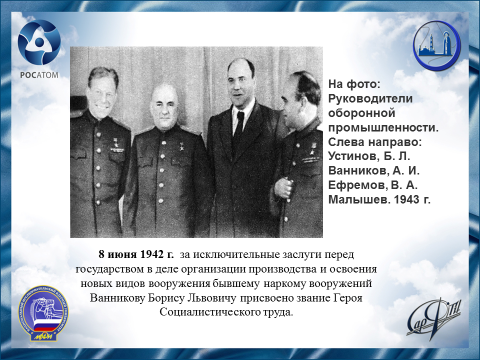 РОСАТОМ
На фото:
Руководители
оборонной
промышленности.
Слева направо:
Устинов, Б. Л.
Ванников, А. И.
Ефремов, В. А.
Малышев. 1943 г.
8 июня 1942 г. за исключительные заслуги перед
государством в деле организации производства и освоения
новых видов вооружения бывшему наркому вооружений
Ванникову Борису Львовичу присвоено звание Героя
Социалистического труда.
СарФТИ